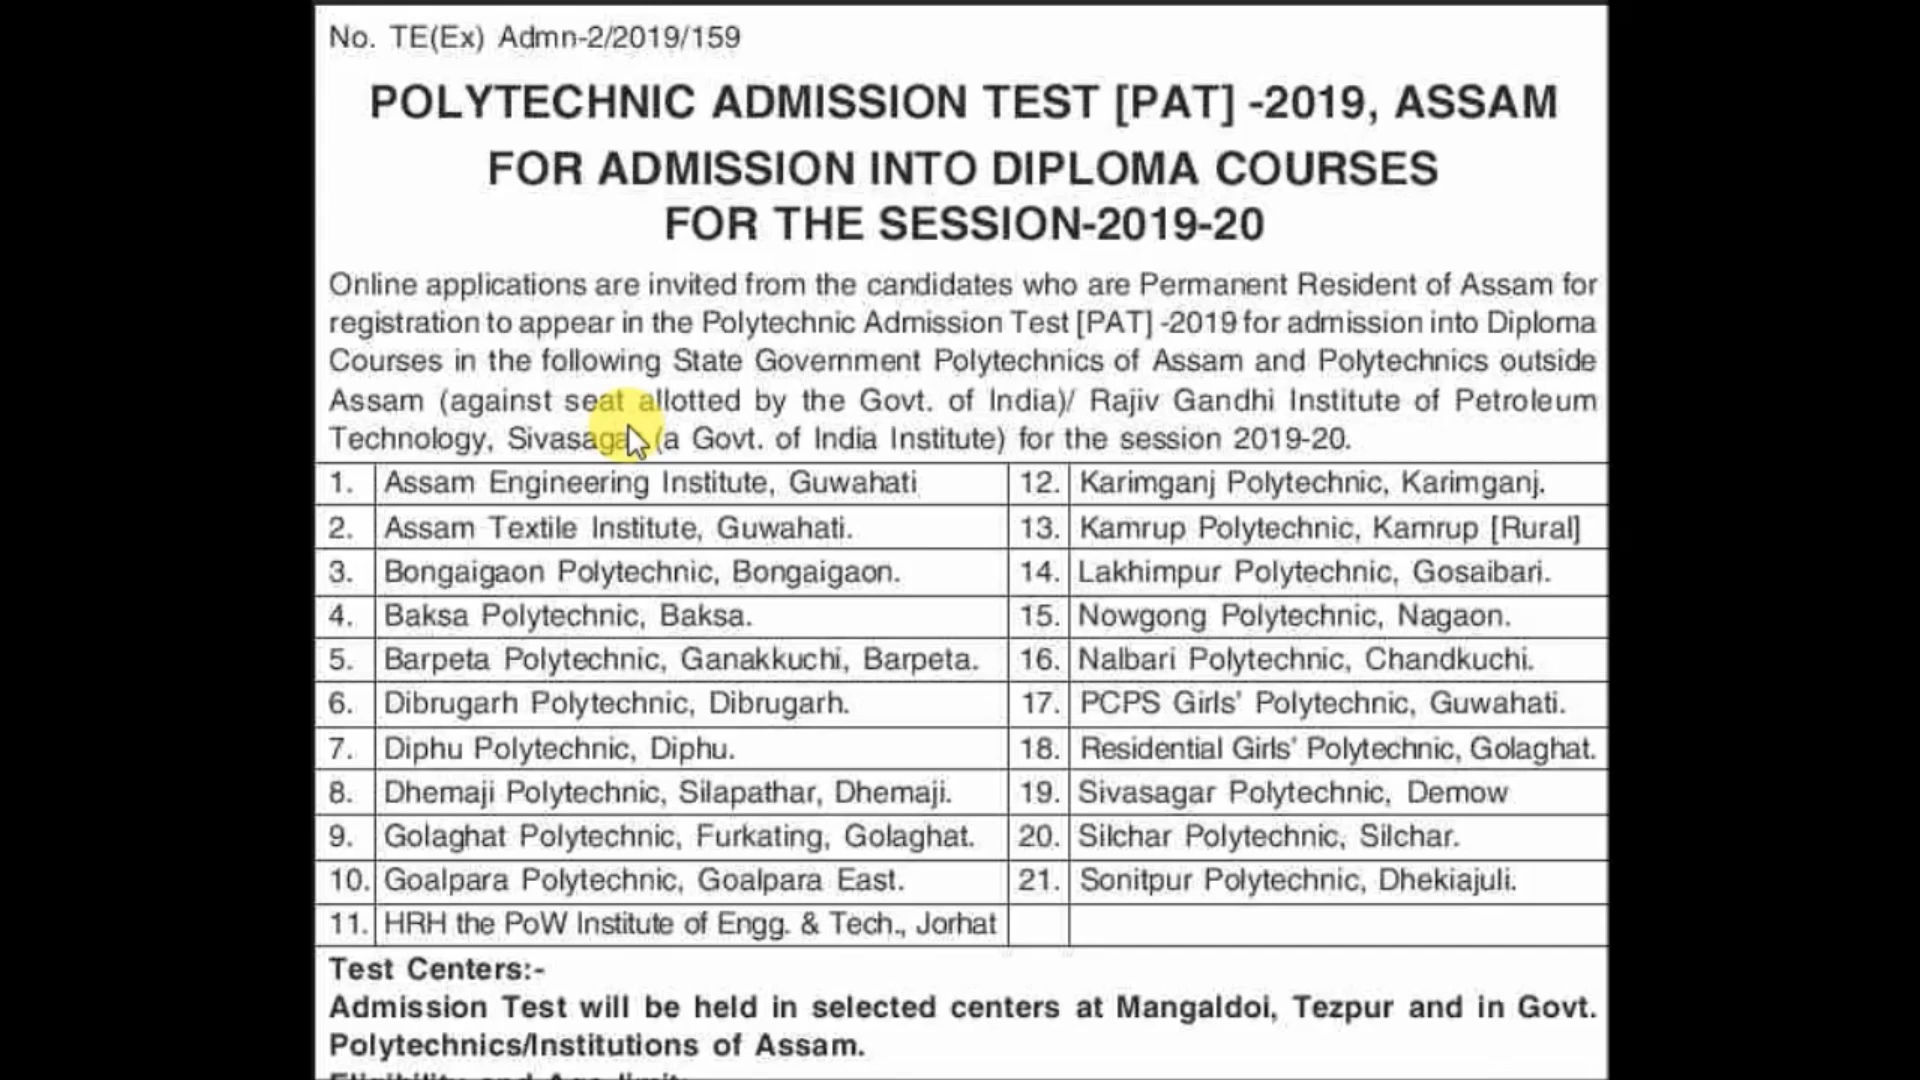 No. TE(Ex) Admn-2/2019/159
POLYTECHNIC ADMISSION TEST [PAT] -2019, ASSAM
FOR ADMISSION INTO DIPLOMA COURSES
FOR THE SESSION-2019-20
Online applications are invited from the candidates who are Permanent Resident of Assam for
registration to appear in the Polytechnic Admission Test [PAT] -2019 for admission into Diploma
Courses in the following State Government Polytechnics of Assam and Polytechnics outside
Assam (against seat allotted by the Govt. of India)/ Rajiv Gandhi Institute of Petroleum
Technology, Sivasagar (a Govt. of India Institute) for the session 2019-20.
1. Assam Engineering Institute, Guwahati 12. Karimganj Polytechnic, Karimganj.
2. Assam Textile Institute, Guwahati. 13. Kamrup Polytechnic, Kamrup [Rural]
3. Bongaigaon Polytechnic, Bongaigaon. 14. Lakhimpur Polytechnic, Gosaibari.
4. Baksa Polytechnic, Baksa. 15. Nowgong Polytechnic, Nagaon.
5. Barpeta Polytechnic, Ganakkuchi, Barpeta. 16. Nalbari Polytechnic, Chandkuchi.
6. Dibrugarh Polytechnic, Dibrugarh. 17. PCPS Girls' Polytechnic, Guwahati.
7. Diphu Polytechnic, Diphu. 18. Residential Girls' Polytechnic, Golaghat.
8. Dhemaji Polytechnic, Silapathar, Dhemaji. 19. Sivasagar Polytechnic, Demow
9. Golaghat Polytechnic, Furkating, Golaghat. 20. Silchar Polytechnic, Silchar.
10. Goalpara Polytechnic, Goalpara East. 21. Sonitpur Polytechnic, Dhekiajuli.
11. HRH the PoW Institute of Engg. & Tech., Jorhat
Test Centers:-
Admission Test will be held in selected centers at Mangaldoi, Tezpur and in Govt.
Polytechnics/Institutions of Assam.
Eligibility and Age limit: